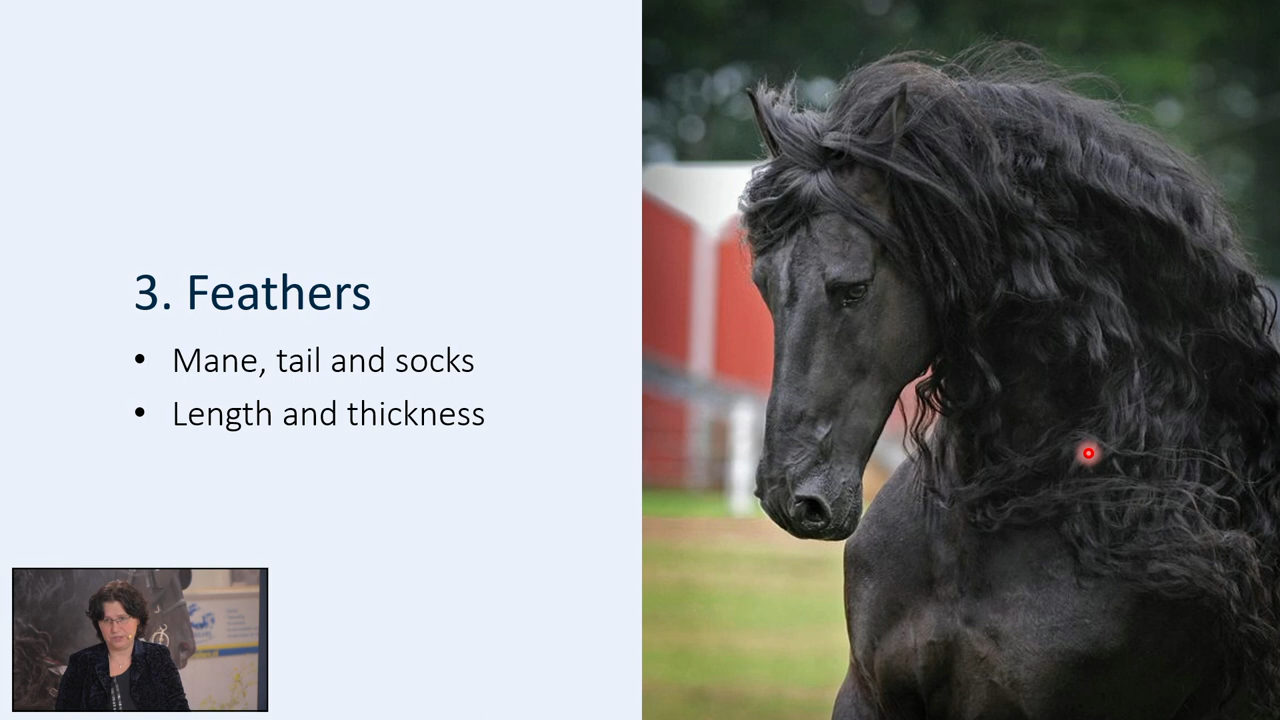 3. Feathers
• Mane, tail and socks
• Length and thickness